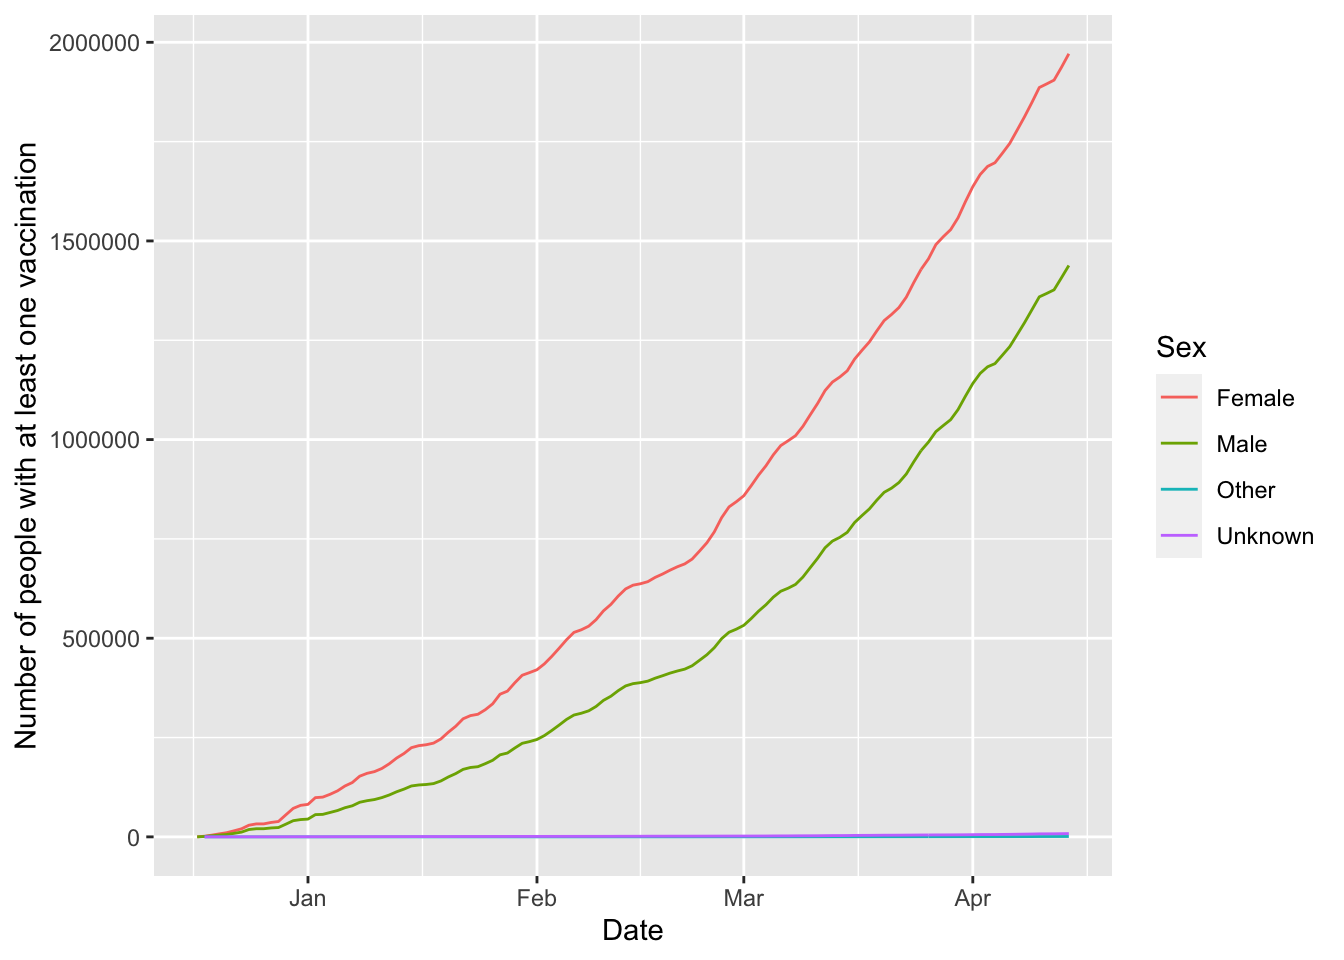 Number of people with at least one vaccination
2000000
1500000
1000000
500000
0
Jan
Feb
Mar
Apr
Date
Sex
Female
Male
Other
Unknown